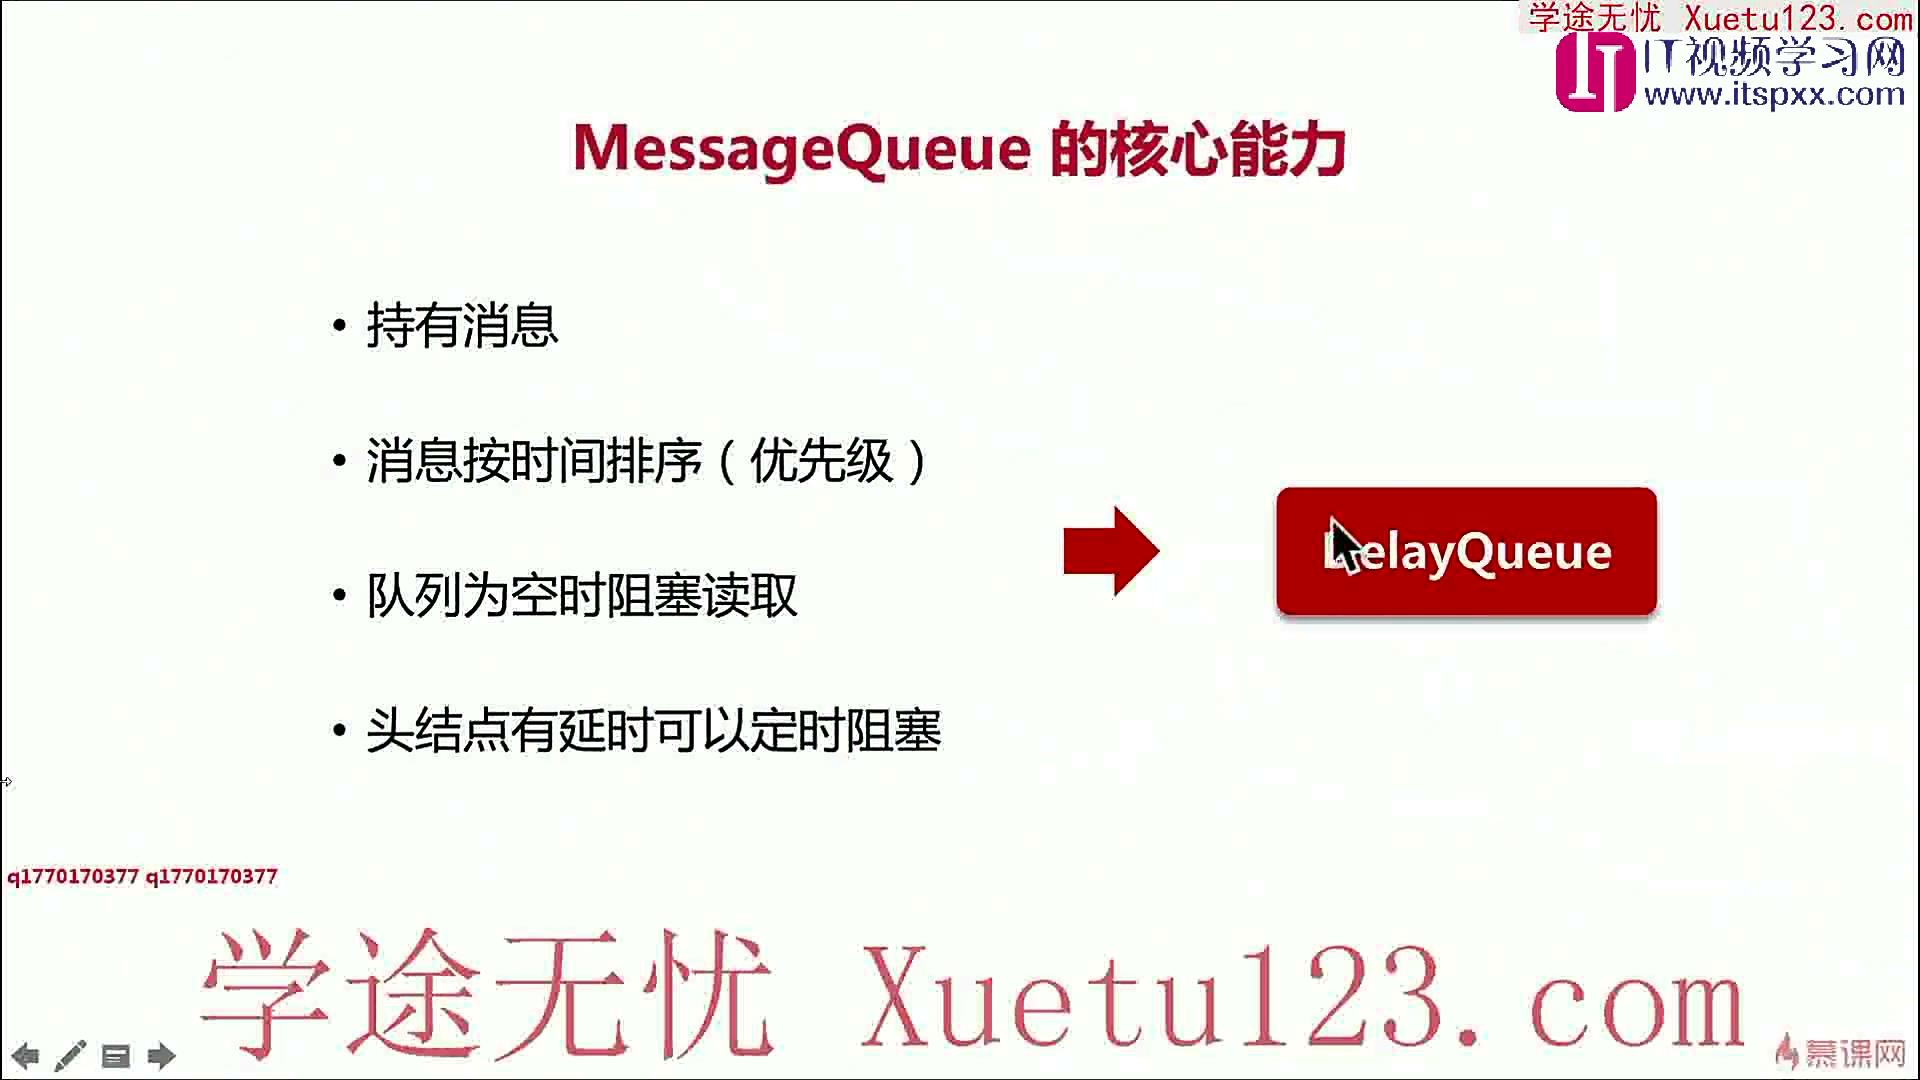 学途无忧 Xuetu123.com
IT视频学习网
www.itspxx.com
MessageQueue 的核心能力
• 持有消息
• 消息按时间排序（优先级）
• 队列为空时阻塞读取
• 头结点有延时可以定时阻塞
DelayQueue
q1770170377 q1770170377
学途无忧 Xuetu123.com
慕课网